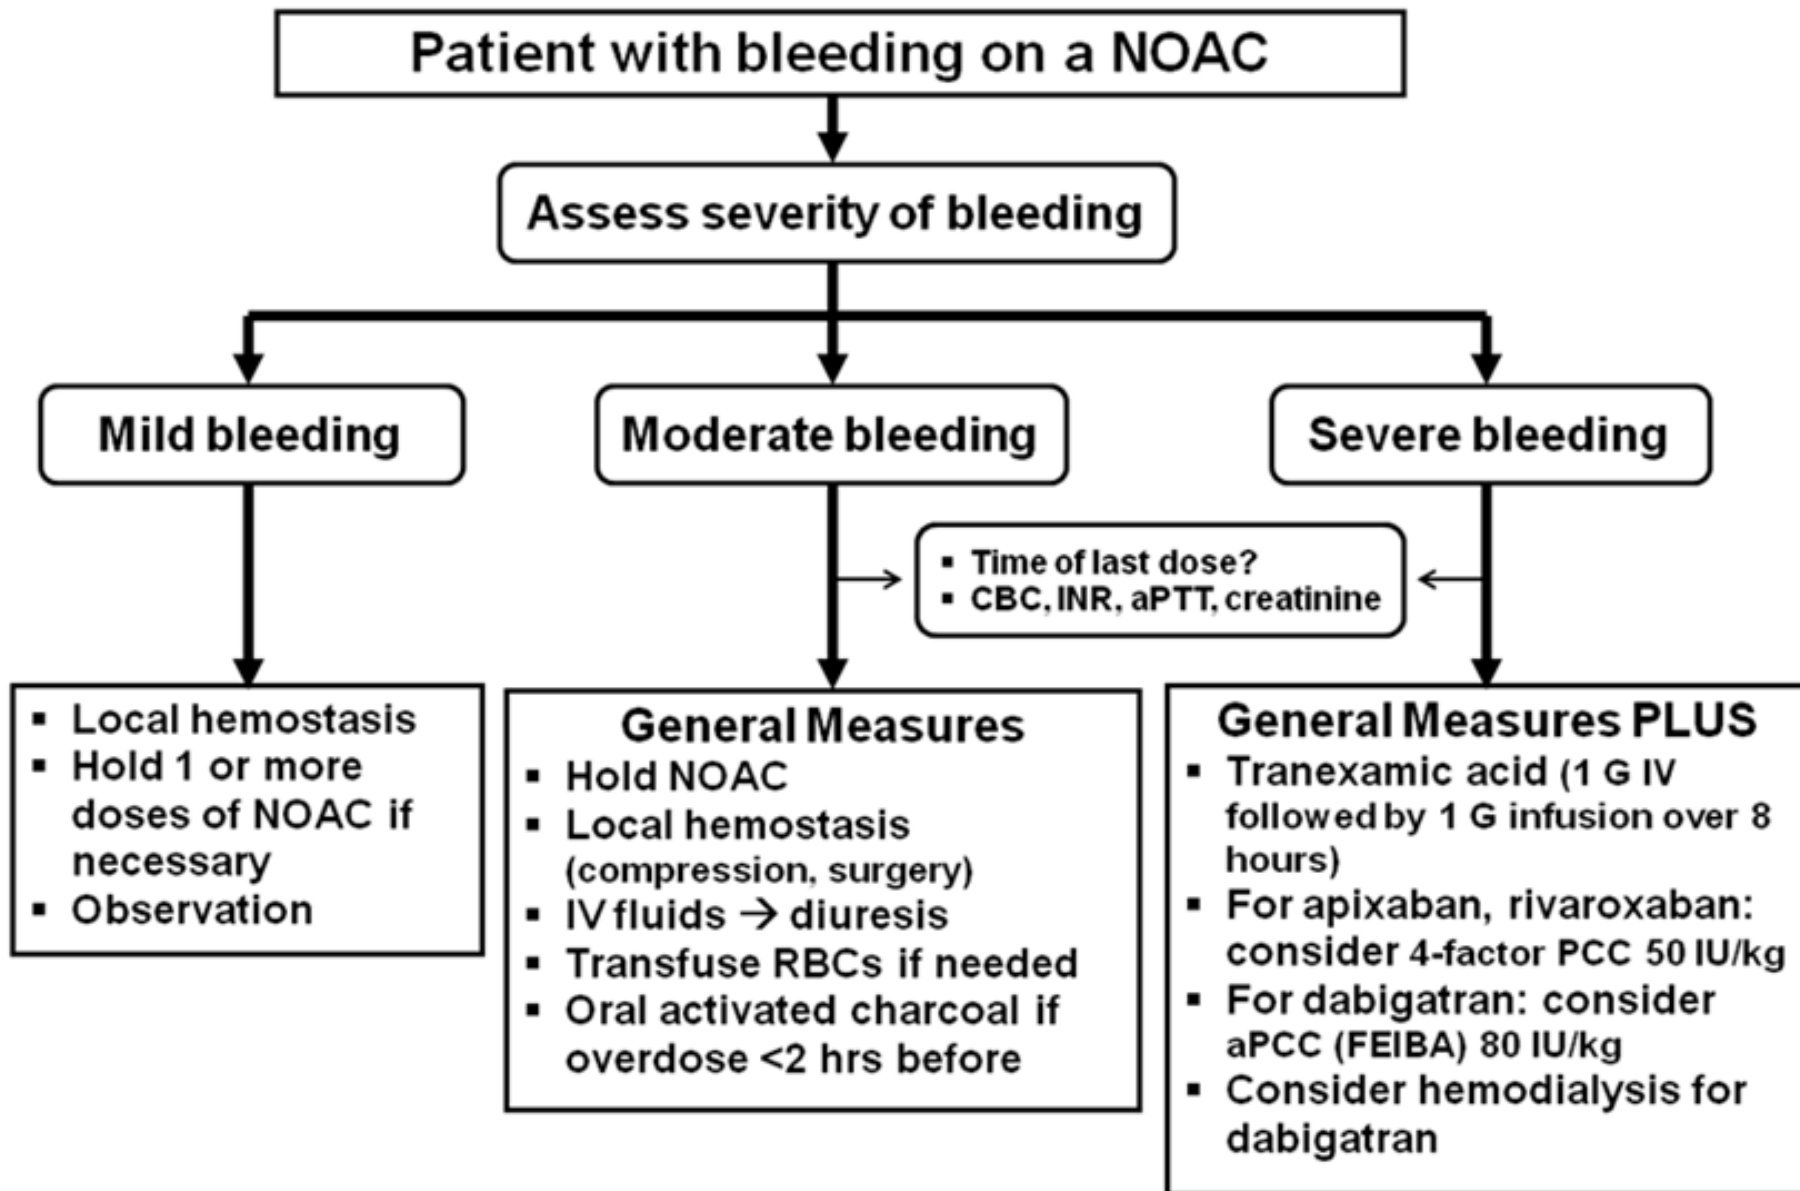 Patient with bleeding on a NOAC
Assess severity of bleeding
Mild bleeding
Moderate bleeding
Severe bleeding
▪ Time of last dose?
▪ CBC, INR, aPTT, creatinine
▪ Local hemostasis
▪ Hold 1 or more
doses of NOAC if
necessary
▪ Observation
General Measures
▪ Hold NOAC
▪ Local hemostasis
(compression, surgery)
▪ IV fluids → diuresis
▪ Transfuse RBCs if needed
▪ Oral activated charcoal if
overdose <2 hrs before
General Measures PLUS
▪ Tranexamic acid (1 G IV
followed by 1 G infusion over 8
hours)
▪ For apixaban, rivaroxaban:
consider 4-factor PCC 50 IU/kg
▪ For dabigatran: consider
aPCC (FEIBA) 80 IU/kg
▪ Consider hemodialysis for
dabigatran